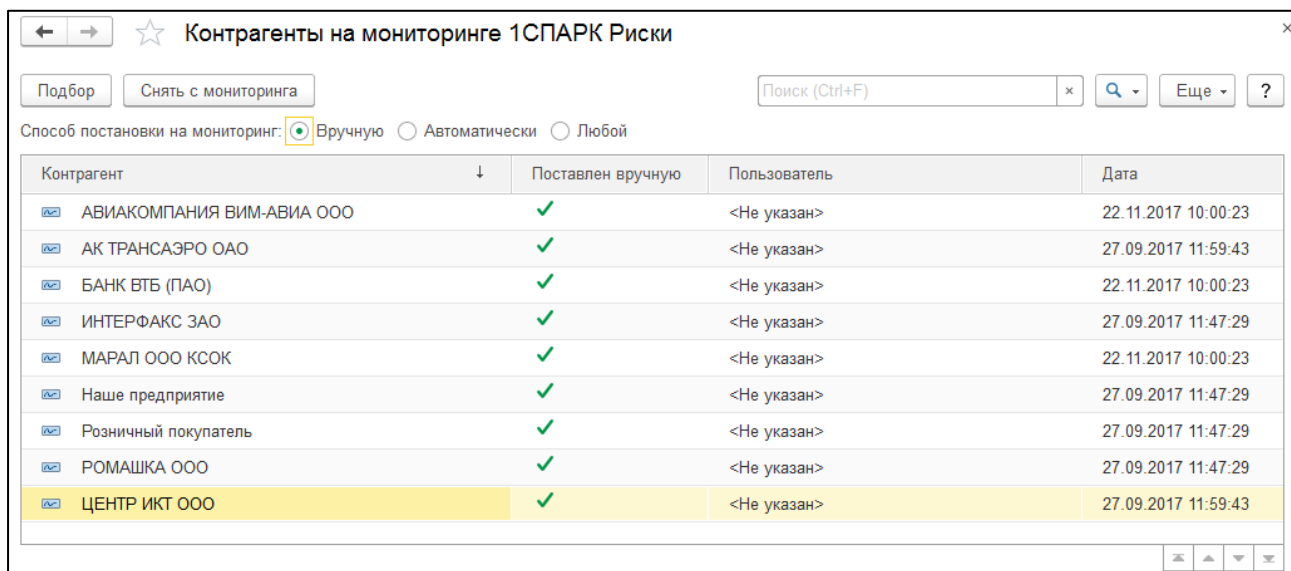 Контрагенты на мониторинге 1СПАРК Риски
Подбор Снять с мониторинга Поиск (Ctrl+F) × Еще ?
Способ постановки на мониторинг: Вручную Автоматически Любой
Контрагент ↓ Поставлен вручную Пользователь Дата
АВИАКОМПАНИЯ ВИМ-АВИА ООО <Не указан> 22.11.2017 10:00:23
АК ТРАНСАЭРО ОАО <Не указан> 27.09.2017 11:59:43
БАНК ВТБ (ПАО) <Не указан> 22.11.2017 10:00:23
ИНТЕРФАКС ЗАО <Не указан> 27.09.2017 11:47:29
МАРАЛ ООО КСОК <Не указан> 22.11.2017 10:00:23
Наше предприятие <Не указан> 27.09.2017 11:47:29
Розничный покупатель <Не указан> 27.09.2017 11:47:29
РОМАШКА ООО <Не указан> 27.09.2017 11:47:29
ЦЕНТР ИКТ ООО <Не указан> 27.09.2017 11:59:43